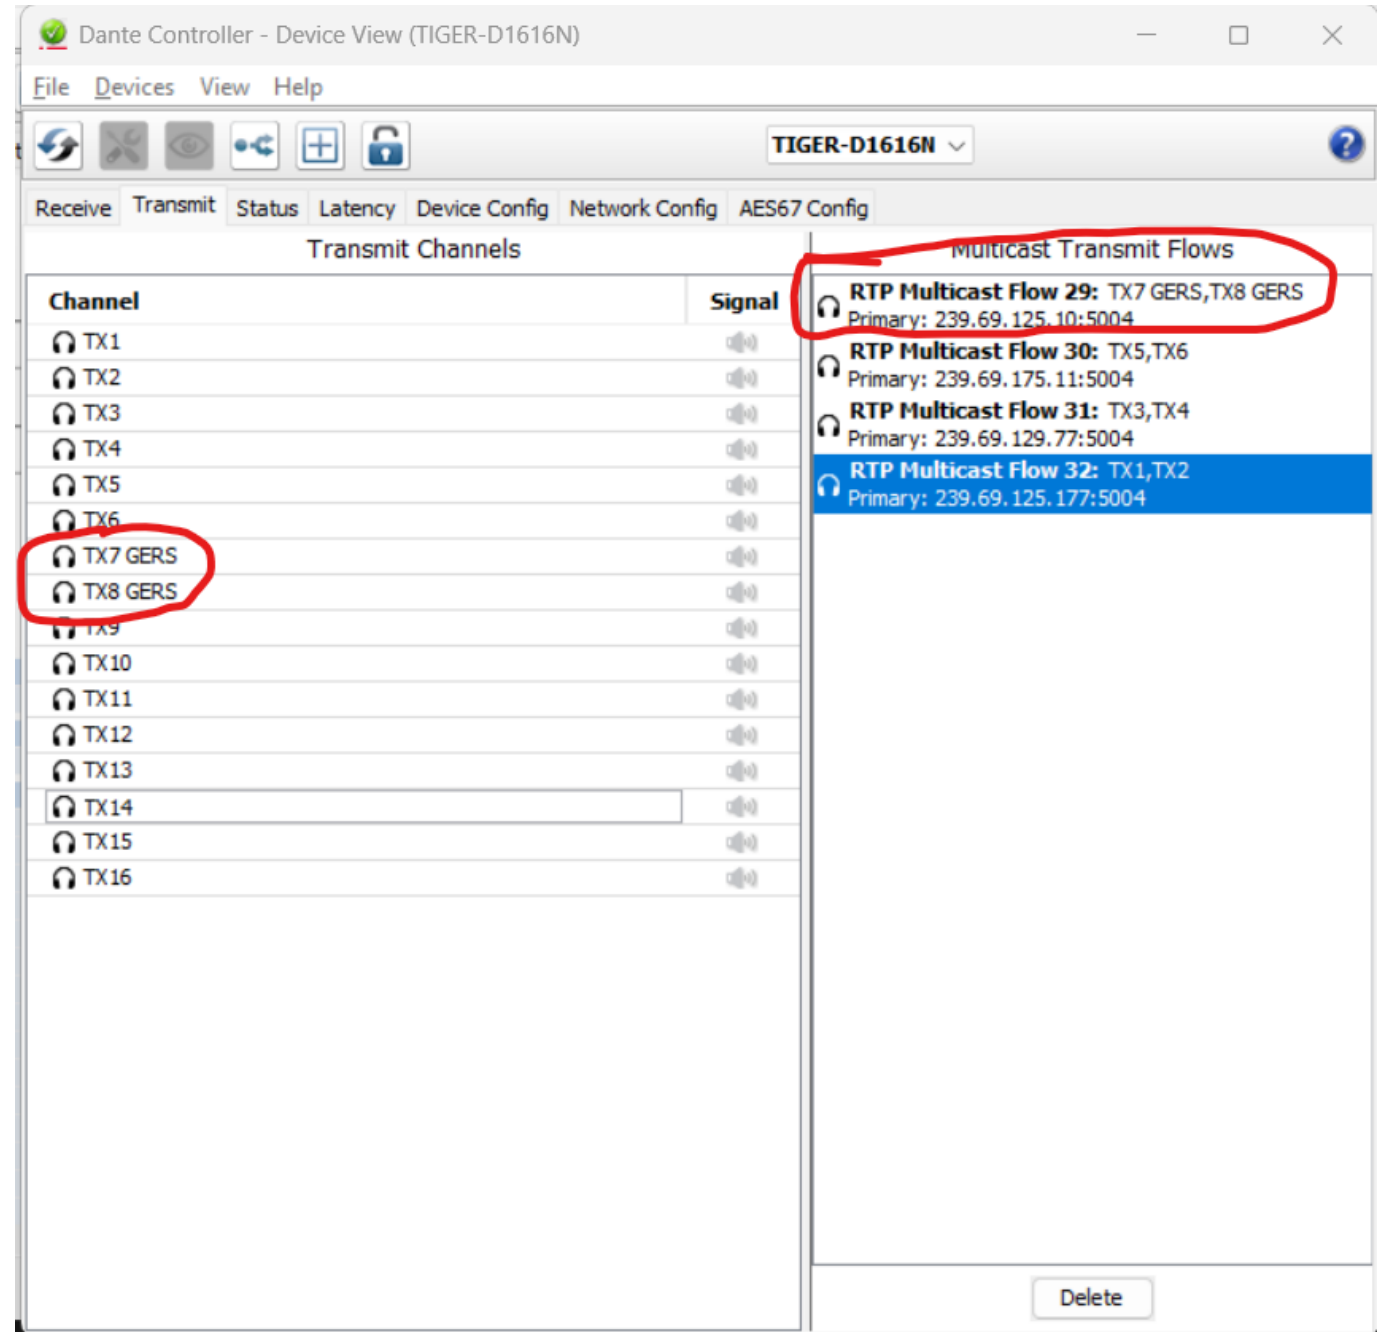 Dante Controller - Device View (TIGER-D1616N)
File Devices View Help
TIGER-D1616N
Receive Transmit Status Latency Device Config Network Config AES67 Config
Transmit Channels
Channel Signal
TX1
TX2
TX3
TX4
TX5
TX6
TX7 GERS
TX8 GERS
TX9
TX10
TX11
TX12
TX13
TX14
TX15
TX16
Multicast Transmit Flows
RTP Multicast Flow 29: TX7 GERS,TX8 GERS
Primary: 239.69.125.10:5004
RTP Multicast Flow 30: TX5,TX6
Primary: 239.69.175.11:5004
RTP Multicast Flow 31: TX3,TX4
Primary: 239.69.129.77:5004
RTP Multicast Flow 32: TX1,TX2
Primary: 239.69.125.177:5004
Delete